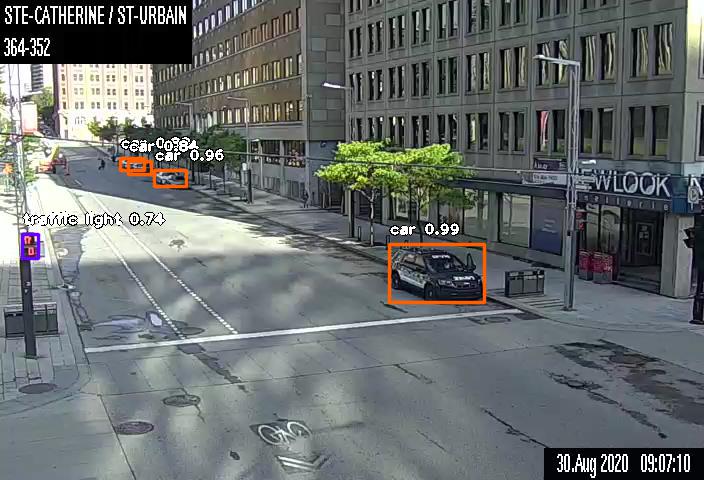 STE-CATHERINE / ST-URBAIN
364-352
car 0.84
car 0.96
traffic light 0.74
car 0.99
EWLOOK
30.Aug 2020 09:07:10